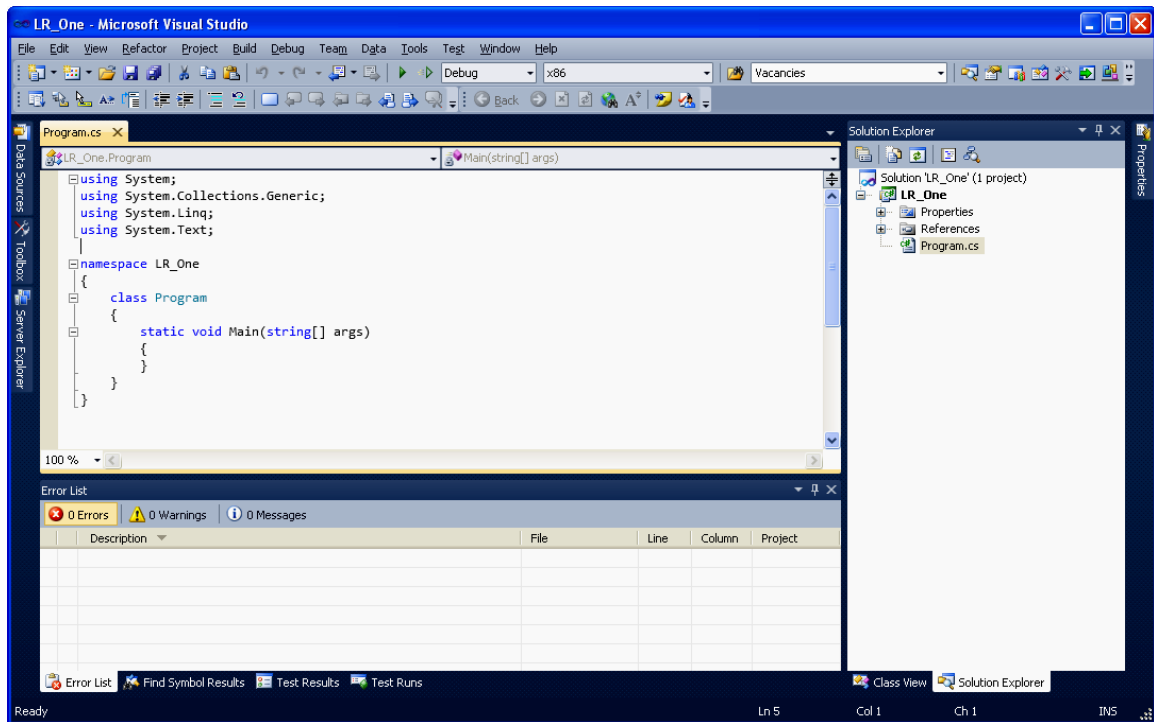 LR_One - Microsoft Visual Studio
File Edit View Refactor Project Build Debug Team Data Tools Test Window Help
Debug x86 Vacancies
Back
Data Sources
Toolbox
Server Explorer
Program.cs
LR_One.Program Main(string[] args)
using System;
using System.Collections.Generic;
using System.Linq;
using System.Text;
namespace LR_One
{
class Program
{
static void Main(string[] args)
{
}
}
}
100 %
Error List
0 Errors 0 Warnings 0 Messages
Description File Line Column Project
Error List Find Symbol Results Test Results Test Runs
Solution Explorer
Solution 'LR_One' (1 project)
LR_One
Properties
References
Program.cs
Class View Solution Explorer
Properties
Ready Ln 5 Col 1 Ch 1 INS